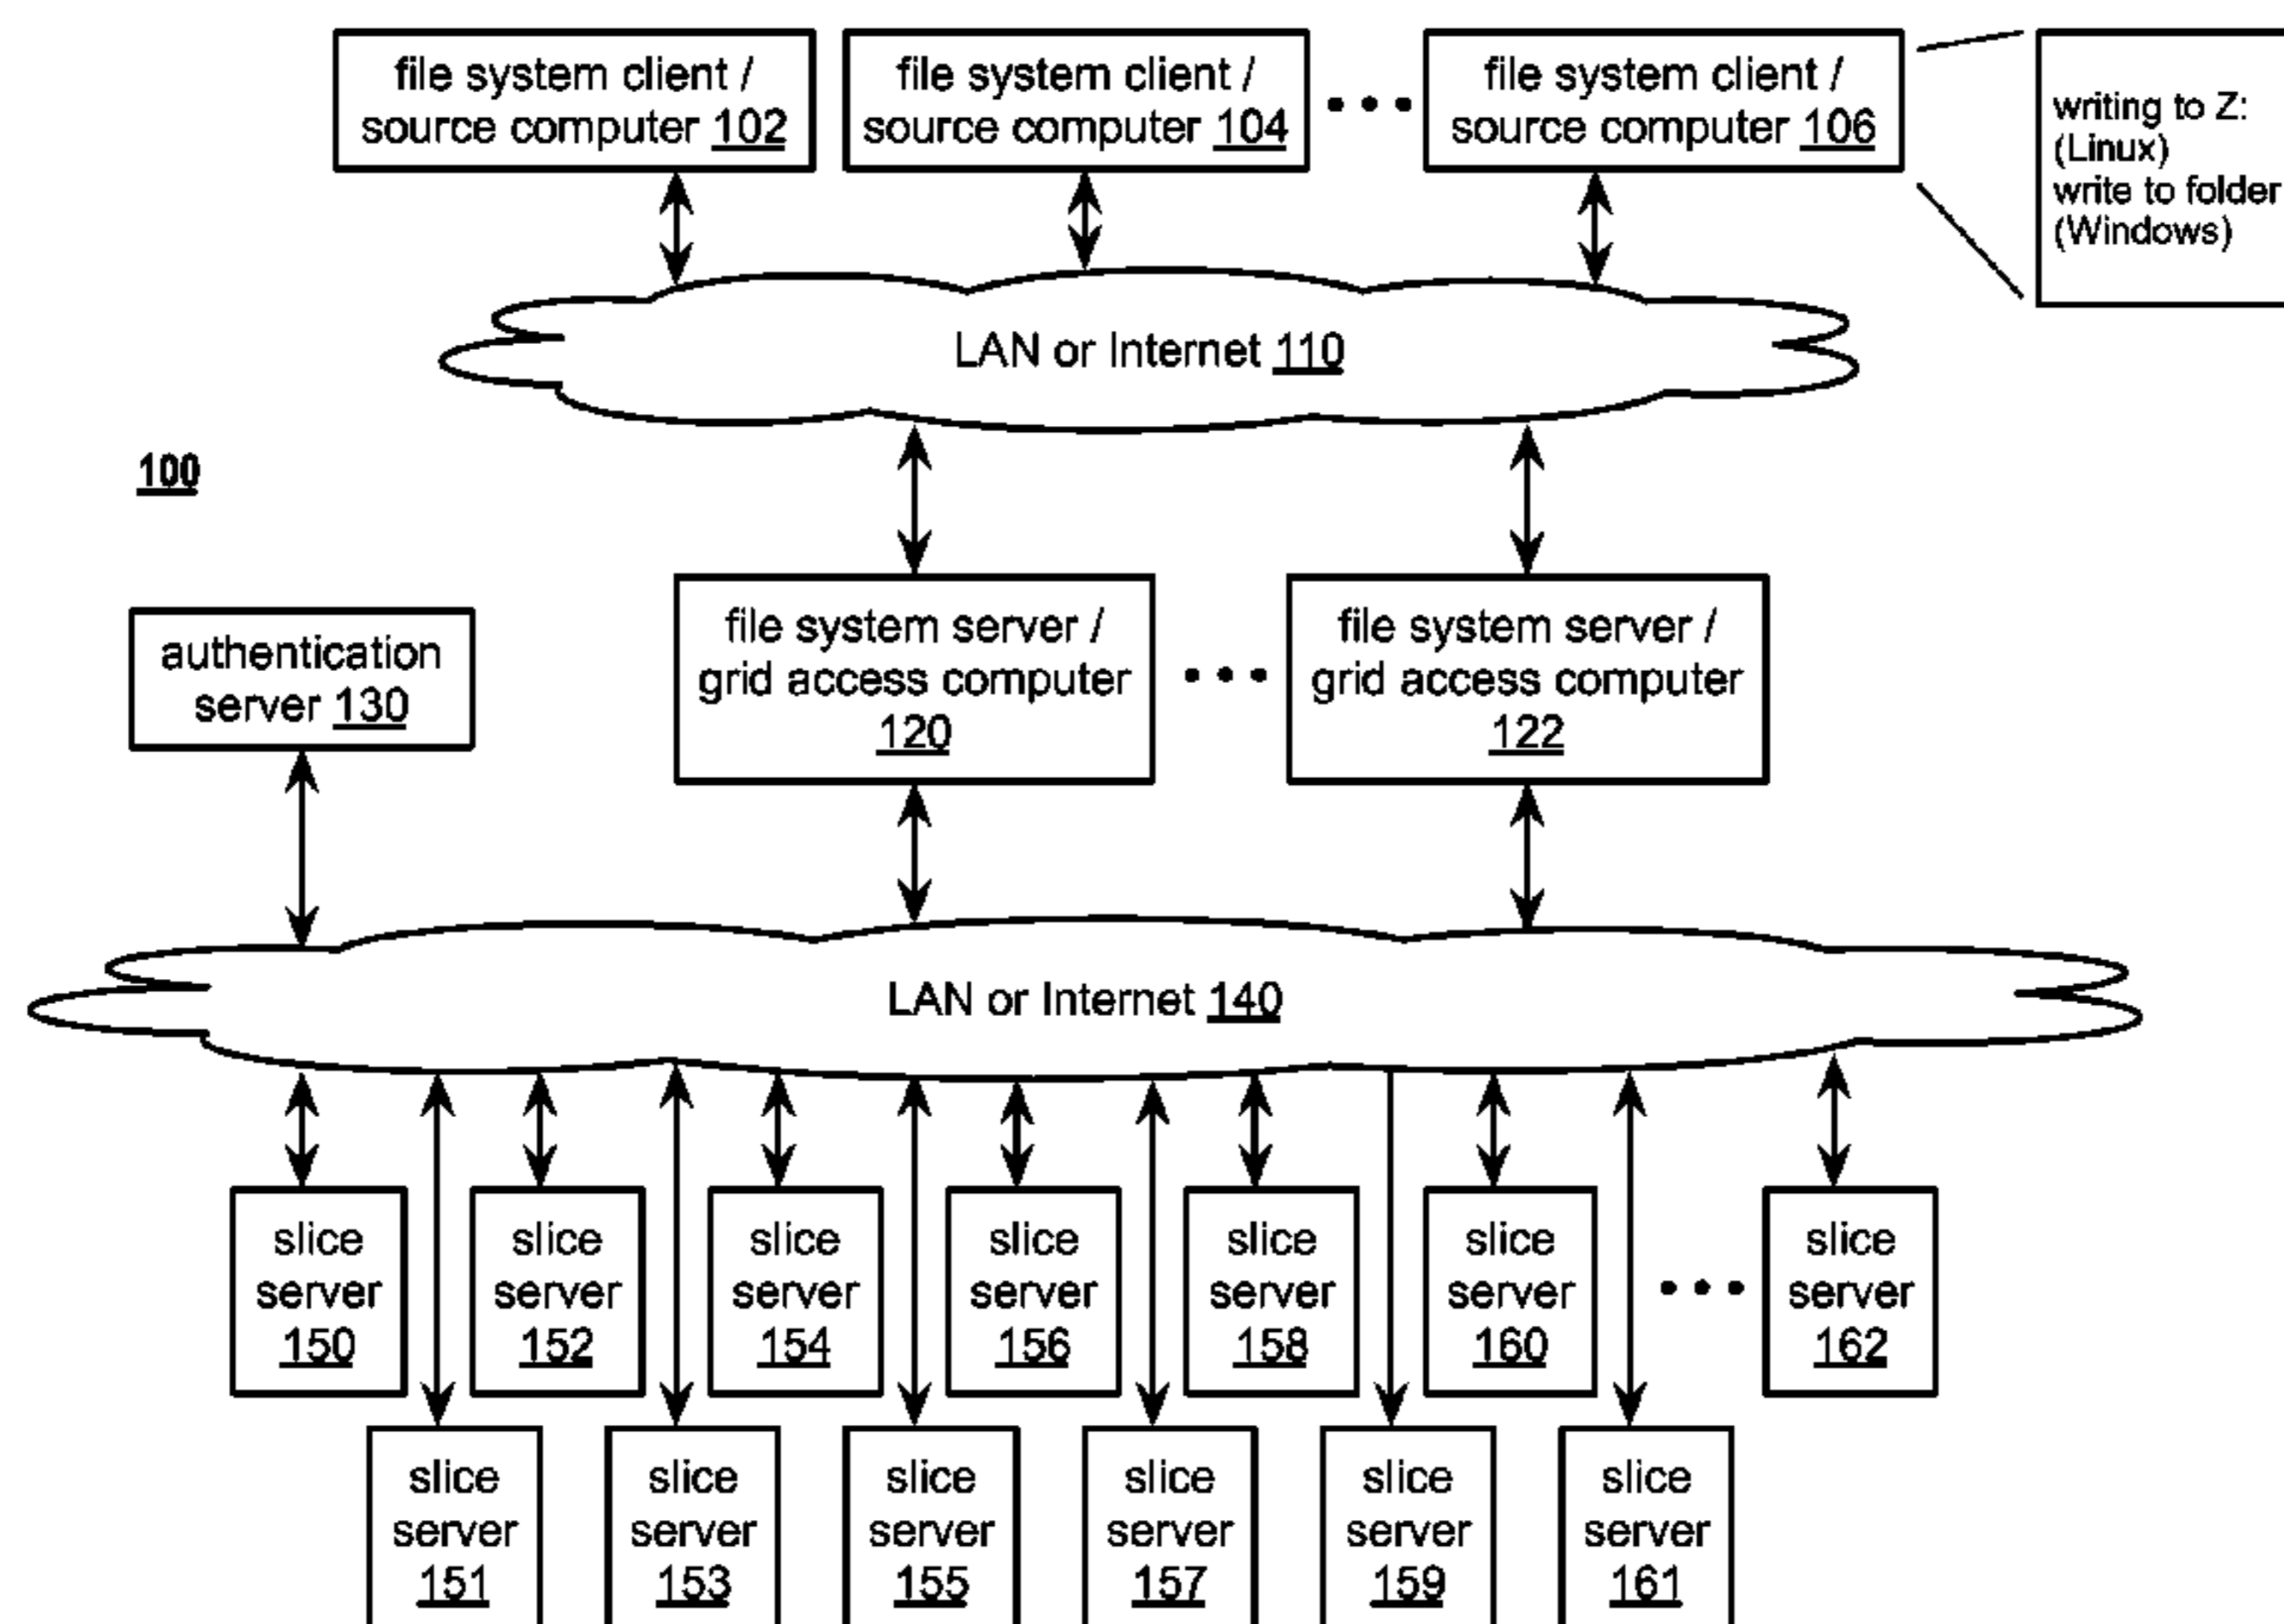 file system client /
source computer 102
file system client /
source computer 104
file system client /
source computer 106
writing to Z:
(Linux)
write to folder
(Windows)
LAN or Internet 110
100
authentication
server 130
file system server /
grid access computer
120
file system server /
grid access computer
122
LAN or Internet 140
slice
server
150
slice
server
152
slice
server
154
slice
server
156
slice
server
158
slice
server
160
slice
server
162
slice
server
151
slice
server
153
slice
server
155
slice
server
157
slice
server
159
slice
server
161